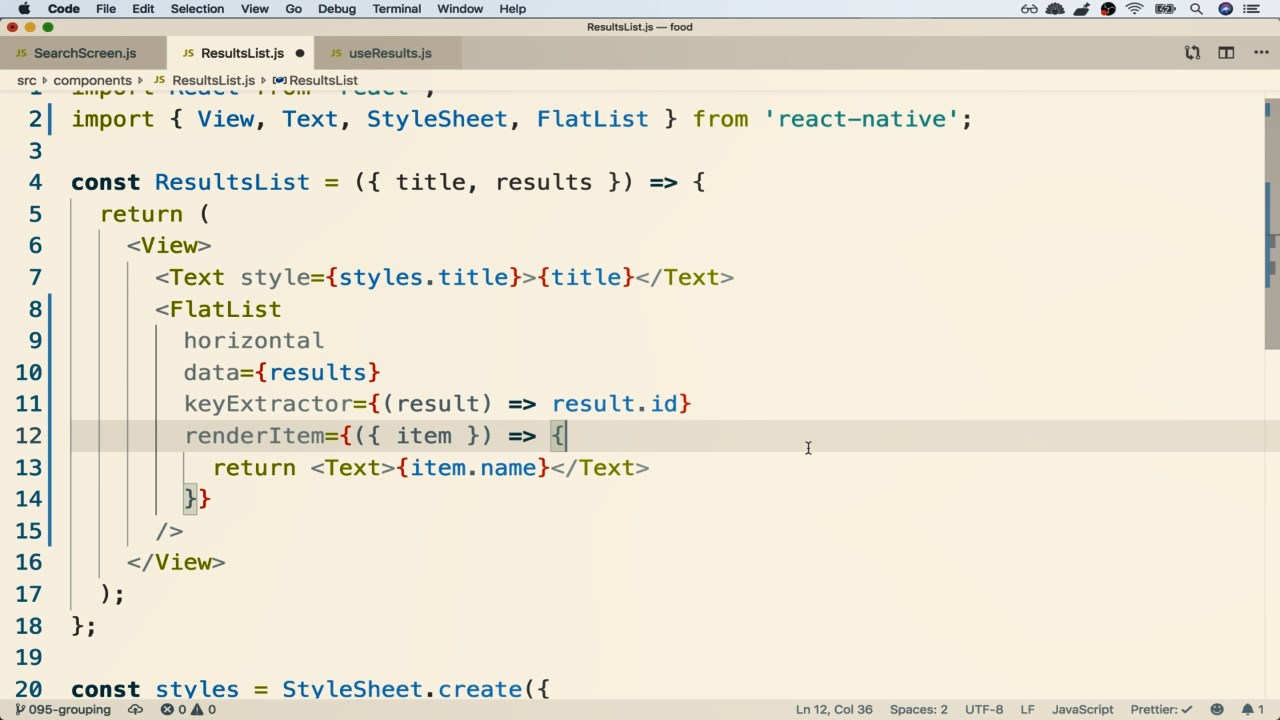 Code File Edit Selection View Go Debug Terminal Window Help
ResultsList.js — food
JS SearchScreen.js JS ResultsList.js ● JS useResults.js
src components JS ResultsList.js ResultsList
1 import React from 'react';
2 import { View, Text, StyleSheet, FlatList } from 'react-native';
3
4 const ResultsList = ({ title, results }) => {
5 return (
6 <View>
7 <Text style={styles.title}>{title}</Text>
8 <FlatList
9 horizontal
10 data={results}
11 keyExtractor={(result) => result.id}
12 renderItem={({ item }) => {
13 return <Text>{item.name}</Text>
14 }}
15 />
16 </View>
17 );
18 };
19
20 const styles = StyleSheet.create({
095-grouping 0 0 Ln 12, Col 36 Spaces: 2 UTF-8 LF JavaScript Prettier: ✓ 1